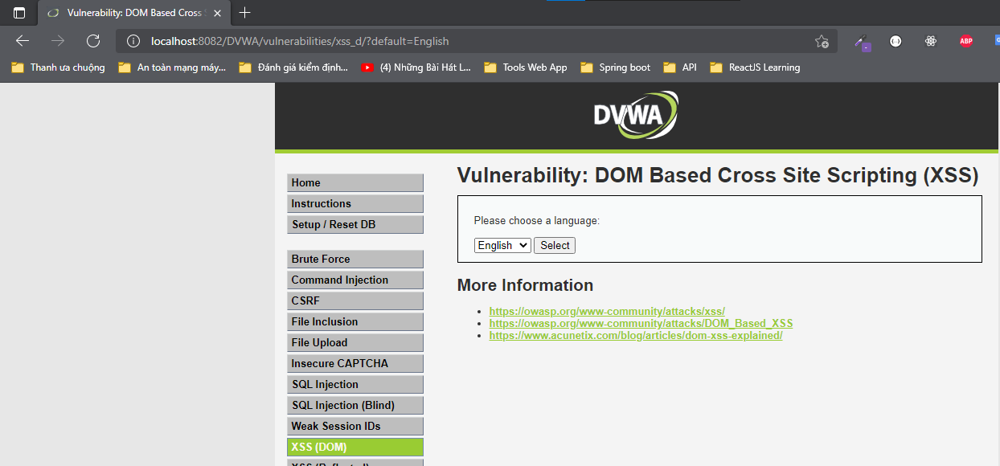 Vulnerability: DOM Based Cross S
localhost:8082/DVWA/vulnerabilities/xss_d/?default=English
ABP
Thanh ưa chuộng
An toàn mạng máy...
Đánh giá kiểm định...
(4) Những Bài Hát L...
Tools Web App
Spring boot
API
ReactJS Learning
DVWA
Home
Instructions
Setup / Reset DB
Brute Force
Command Injection
CSRF
File Inclusion
File Upload
Insecure CAPTCHA
SQL Injection
SQL Injection (Blind)
Weak Session IDs
XSS (DOM)
XSS (Reflected)
Vulnerability: DOM Based Cross Site Scripting (XSS)
Please choose a language:
English
Select
More Information
https://owasp.org/www-community/attacks/xss/
https://owasp.org/www-community/attacks/DOM_Based_XSS
https://www.acunetix.com/blog/articles/dom-xss-explained/